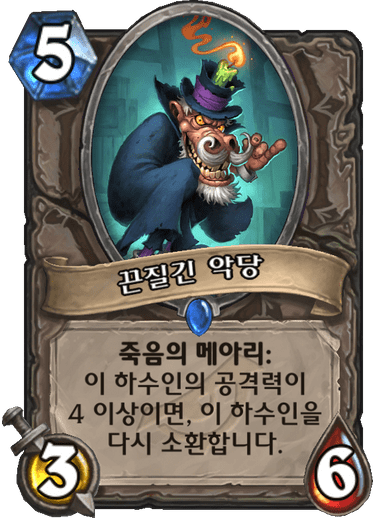 5
끈질긴 악당
죽음의 메아리:
이 하수인의 공격력이
4 이상이면, 이 하수인을
다시 소환합니다.
3
6